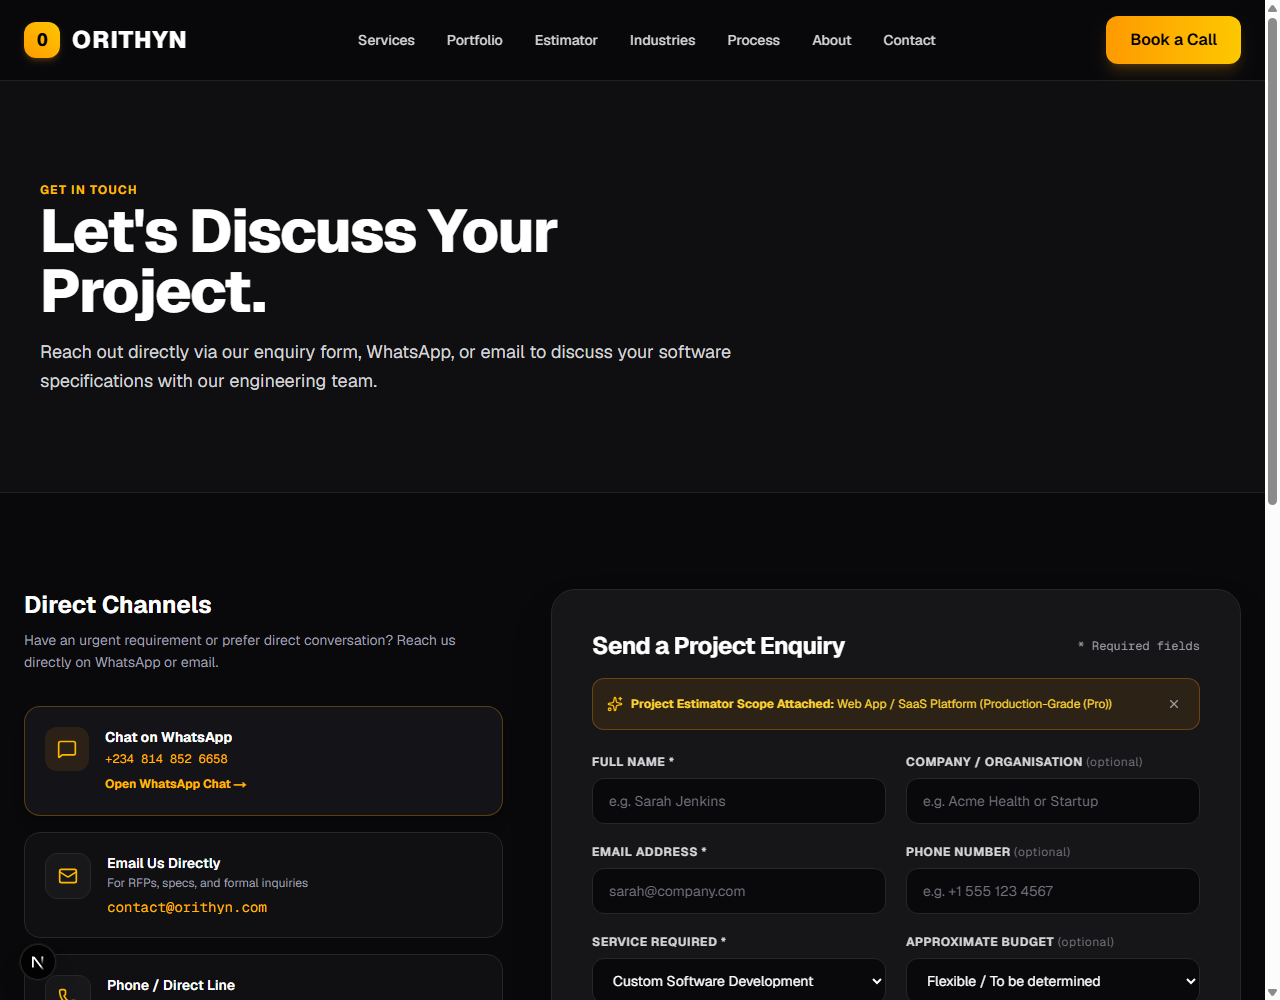 0 ORITHYN
Services
Portfolio
Estimator
Industries
Process
About
Contact
Book a Call
GET IN TOUCH
Let's Discuss Your
Project.
Reach out directly via our enquiry form, WhatsApp, or email to discuss your software
specifications with our engineering team.
Direct Channels
Have an urgent requirement or prefer direct conversation? Reach us
directly on WhatsApp or email.
Chat on WhatsApp
+234 814 852 6658
Open WhatsApp Chat →
Email Us Directly
For RFPs, specs, and formal inquiries
contact@orithyn.com
N
Phone / Direct Line
Send a Project Enquiry
* Required fields
Project Estimator Scope Attached: Web App / SaaS Platform (Production-Grade (Pro))
FULL NAME *
e.g. Sarah Jenkins
COMPANY / ORGANISATION (optional)
e.g. Acme Health or Startup
EMAIL ADDRESS *
sarah@company.com
PHONE NUMBER (optional)
e.g. +1 555 123 4567
SERVICE REQUIRED *
Custom Software Development
APPROXIMATE BUDGET (optional)
Flexible / To be determined